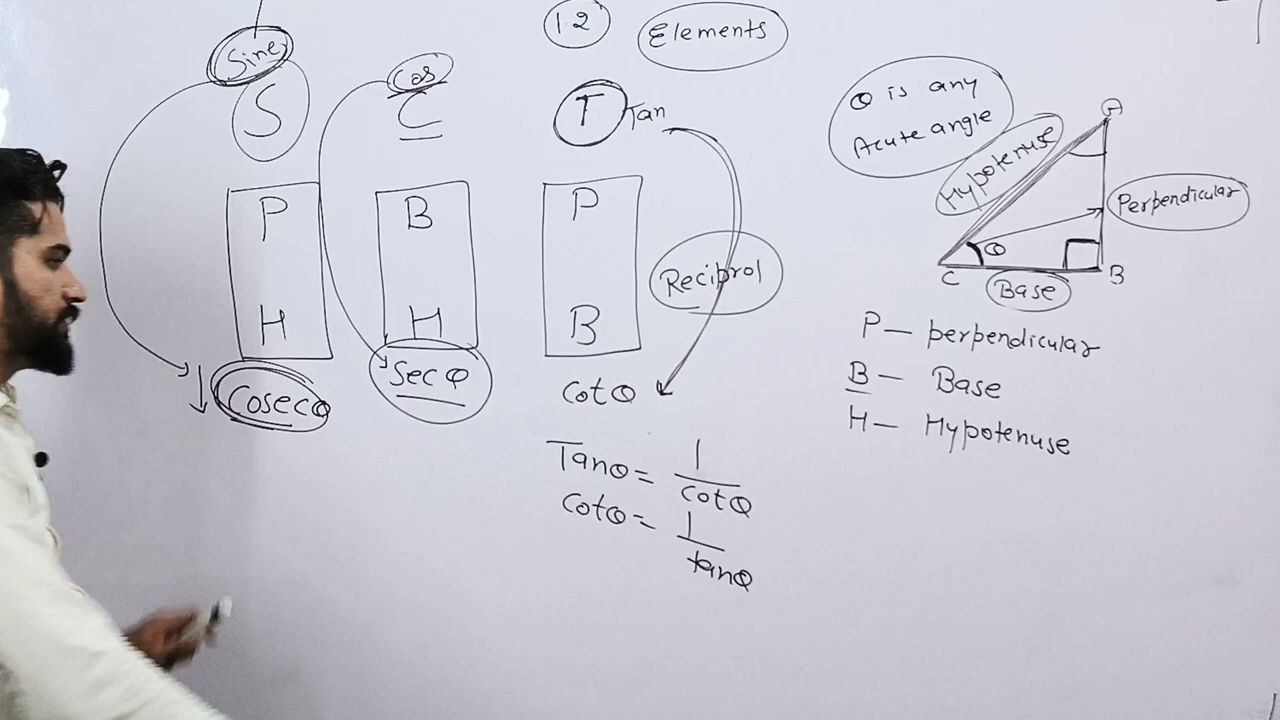 12
Elements
Sine
S
P
H
Cosecθ
Cos
C
B
H
Sec θ
T
Tan
P
B
Reciprol
Cotθ
Tanθ = 1/cotθ
Cotθ = 1/tanθ
θ is any
Acute angle
A
Hypotenuse
Perpendicular
θ
C
Base
B
P — perpendicular
B — Base
H — Hypotenuse